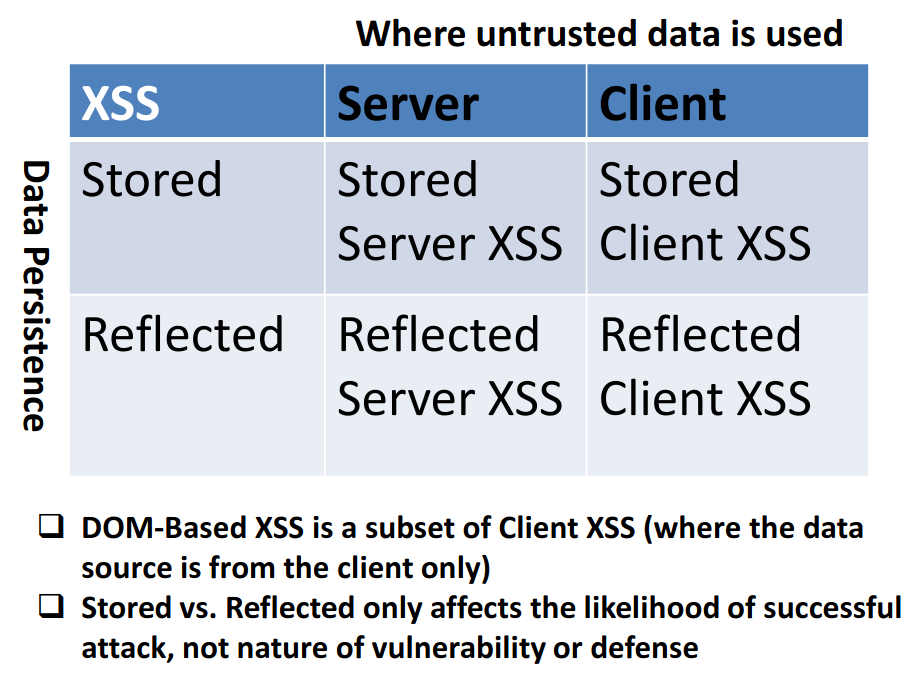 Where untrusted data is used
XSS Server Client
Data Persistence
Stored Stored Stored
Server XSS Client XSS
Reflected Reflected Reflected
Server XSS Client XSS
❑ DOM-Based XSS is a subset of Client XSS (where the data
source is from the client only)
❑ Stored vs. Reflected only affects the likelihood of successful
attack, not nature of vulnerability or defense